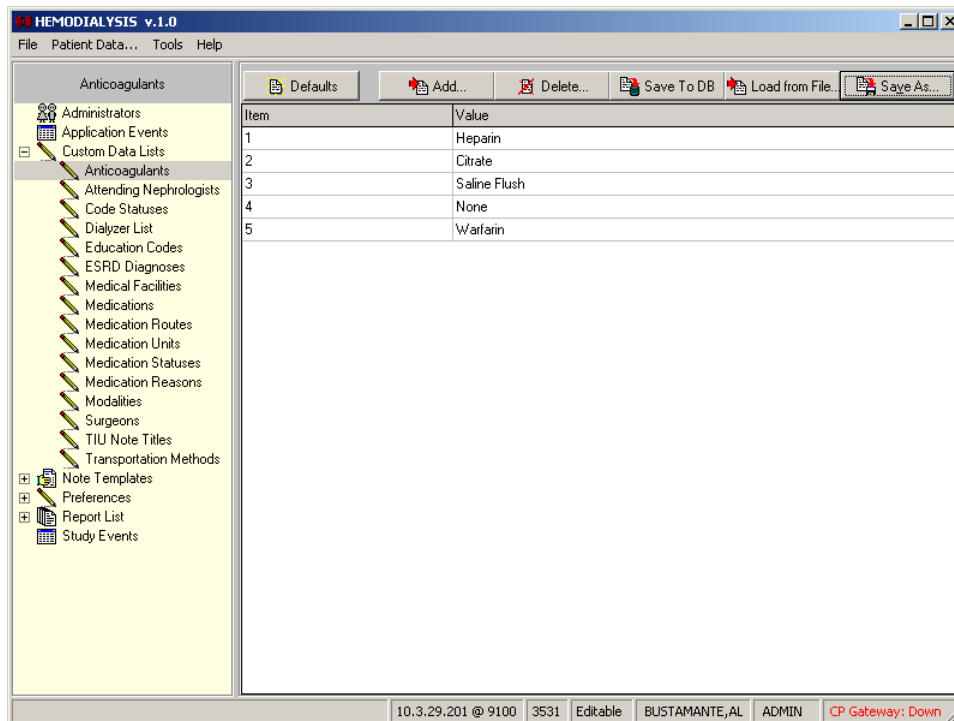 HEMODIALYSIS v.1.0
File Patient Data... Tools Help
Anticoagulants
Defaults Add... Delete... Save To DB Load from File... Save As...
Administrators
Application Events
Custom Data Lists
Anticoagulants
Attending Nephrologists
Code Statuses
Dialyzer List
Education Codes
ESRD Diagnoses
Medical Facilities
Medications
Medication Routes
Medication Units
Medication Statuses
Medication Reasons
Modalities
Surgeons
TIU Note Titles
Transportation Methods
Note Templates
Preferences
Report List
Study Events
Item Value
1 Heparin
2 Citrate
3 Saline Flush
4 None
5 Warfarin
10.3.29.201 @ 9100 3531 Editable BUSTAMANTE,AL ADMIN CP Gateway: Down